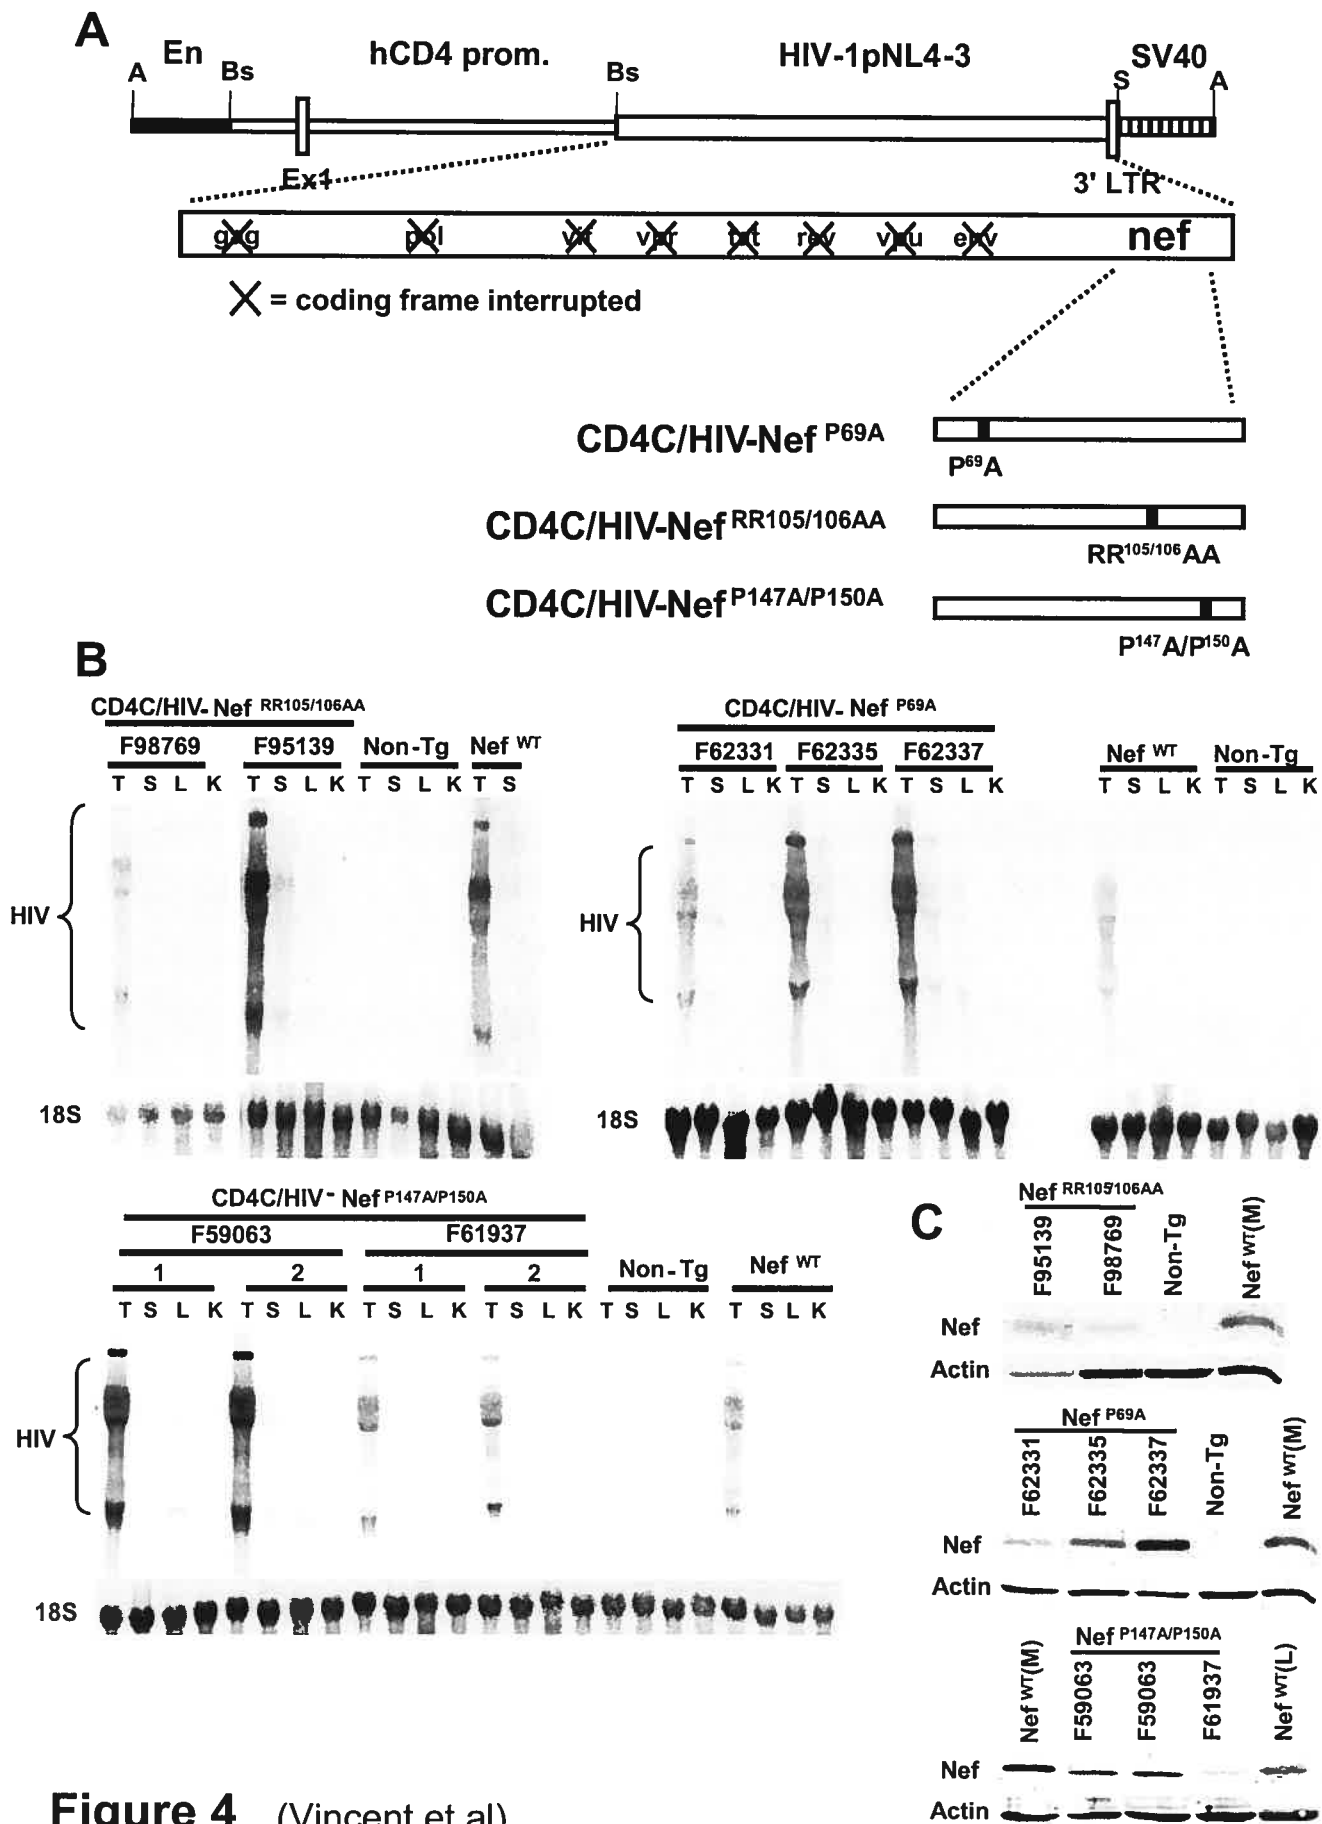 A
En hCD4 prom. HIV-1pNL4-3 SV40
A Bs Bs S A
Ex1 3' LTR
gag pol vif vpr tat rev vpu env nef
X = coding frame interrupted
CD4C/HIV-Nef P69A
P69A
CD4C/HIV-Nef RR105/106AA
RR105/106AA
CD4C/HIV-Nef P147A/P150A
P147A/P150A
B
CD4C/HIV- Nef RR105/106AA
F98769 F95139 Non-Tg Nef WT
T S L K T S L K T S L K T S
HIV
18S
CD4C/HIV- Nef P69A
F62331 F62335 F62337 Nef WT Non-Tg
T S L K T S L K T S L K T S L K T S L K
HIV
18S
CD4C/HIV- Nef P147A/P150A
F59063 F61937
1 2 1 2 Non-Tg Nef WT
T S L K T S L K T S L K T S L K T S L K T S L K
HIV
18S
C
Nef RR105/106AA
F95139 F98769 Non-Tg Nef WT(M)
Nef
Actin
Nef P69A
F62331 F62335 F62337 Non-Tg Nef WT(M)
Nef
Actin
Nef P147A/P150A
Nef WT(M) F59063 F59063 F61937 Nef WT(L)
Nef
Actin
Figure 4 (Vincent et al)